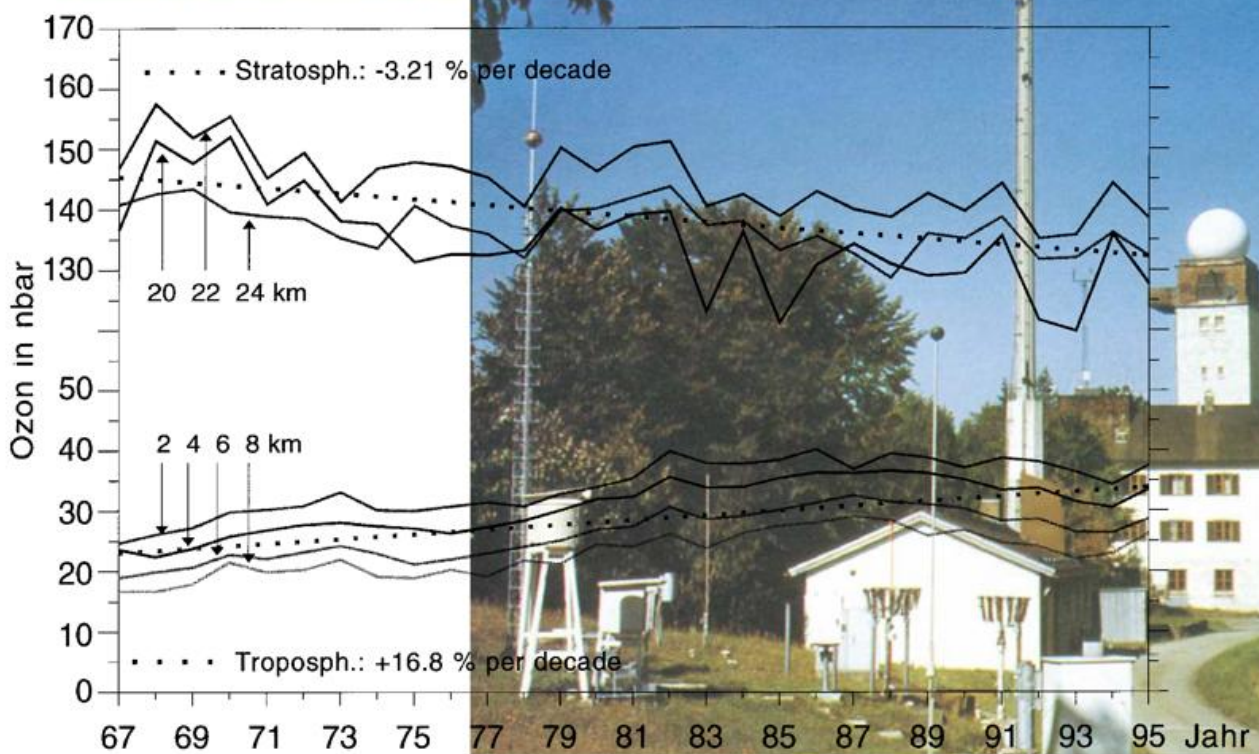 170
Stratosph.: -3.21 % per decade
160
150
140
130
20 22 24 km
Ozon in nbar
50
2 4 6 8 km
40
30
20
10
Troposph.: +16.8 % per decade
0
67 69 71 73 75 77 79 81 83 85 87 89 91 93 95 Jahr